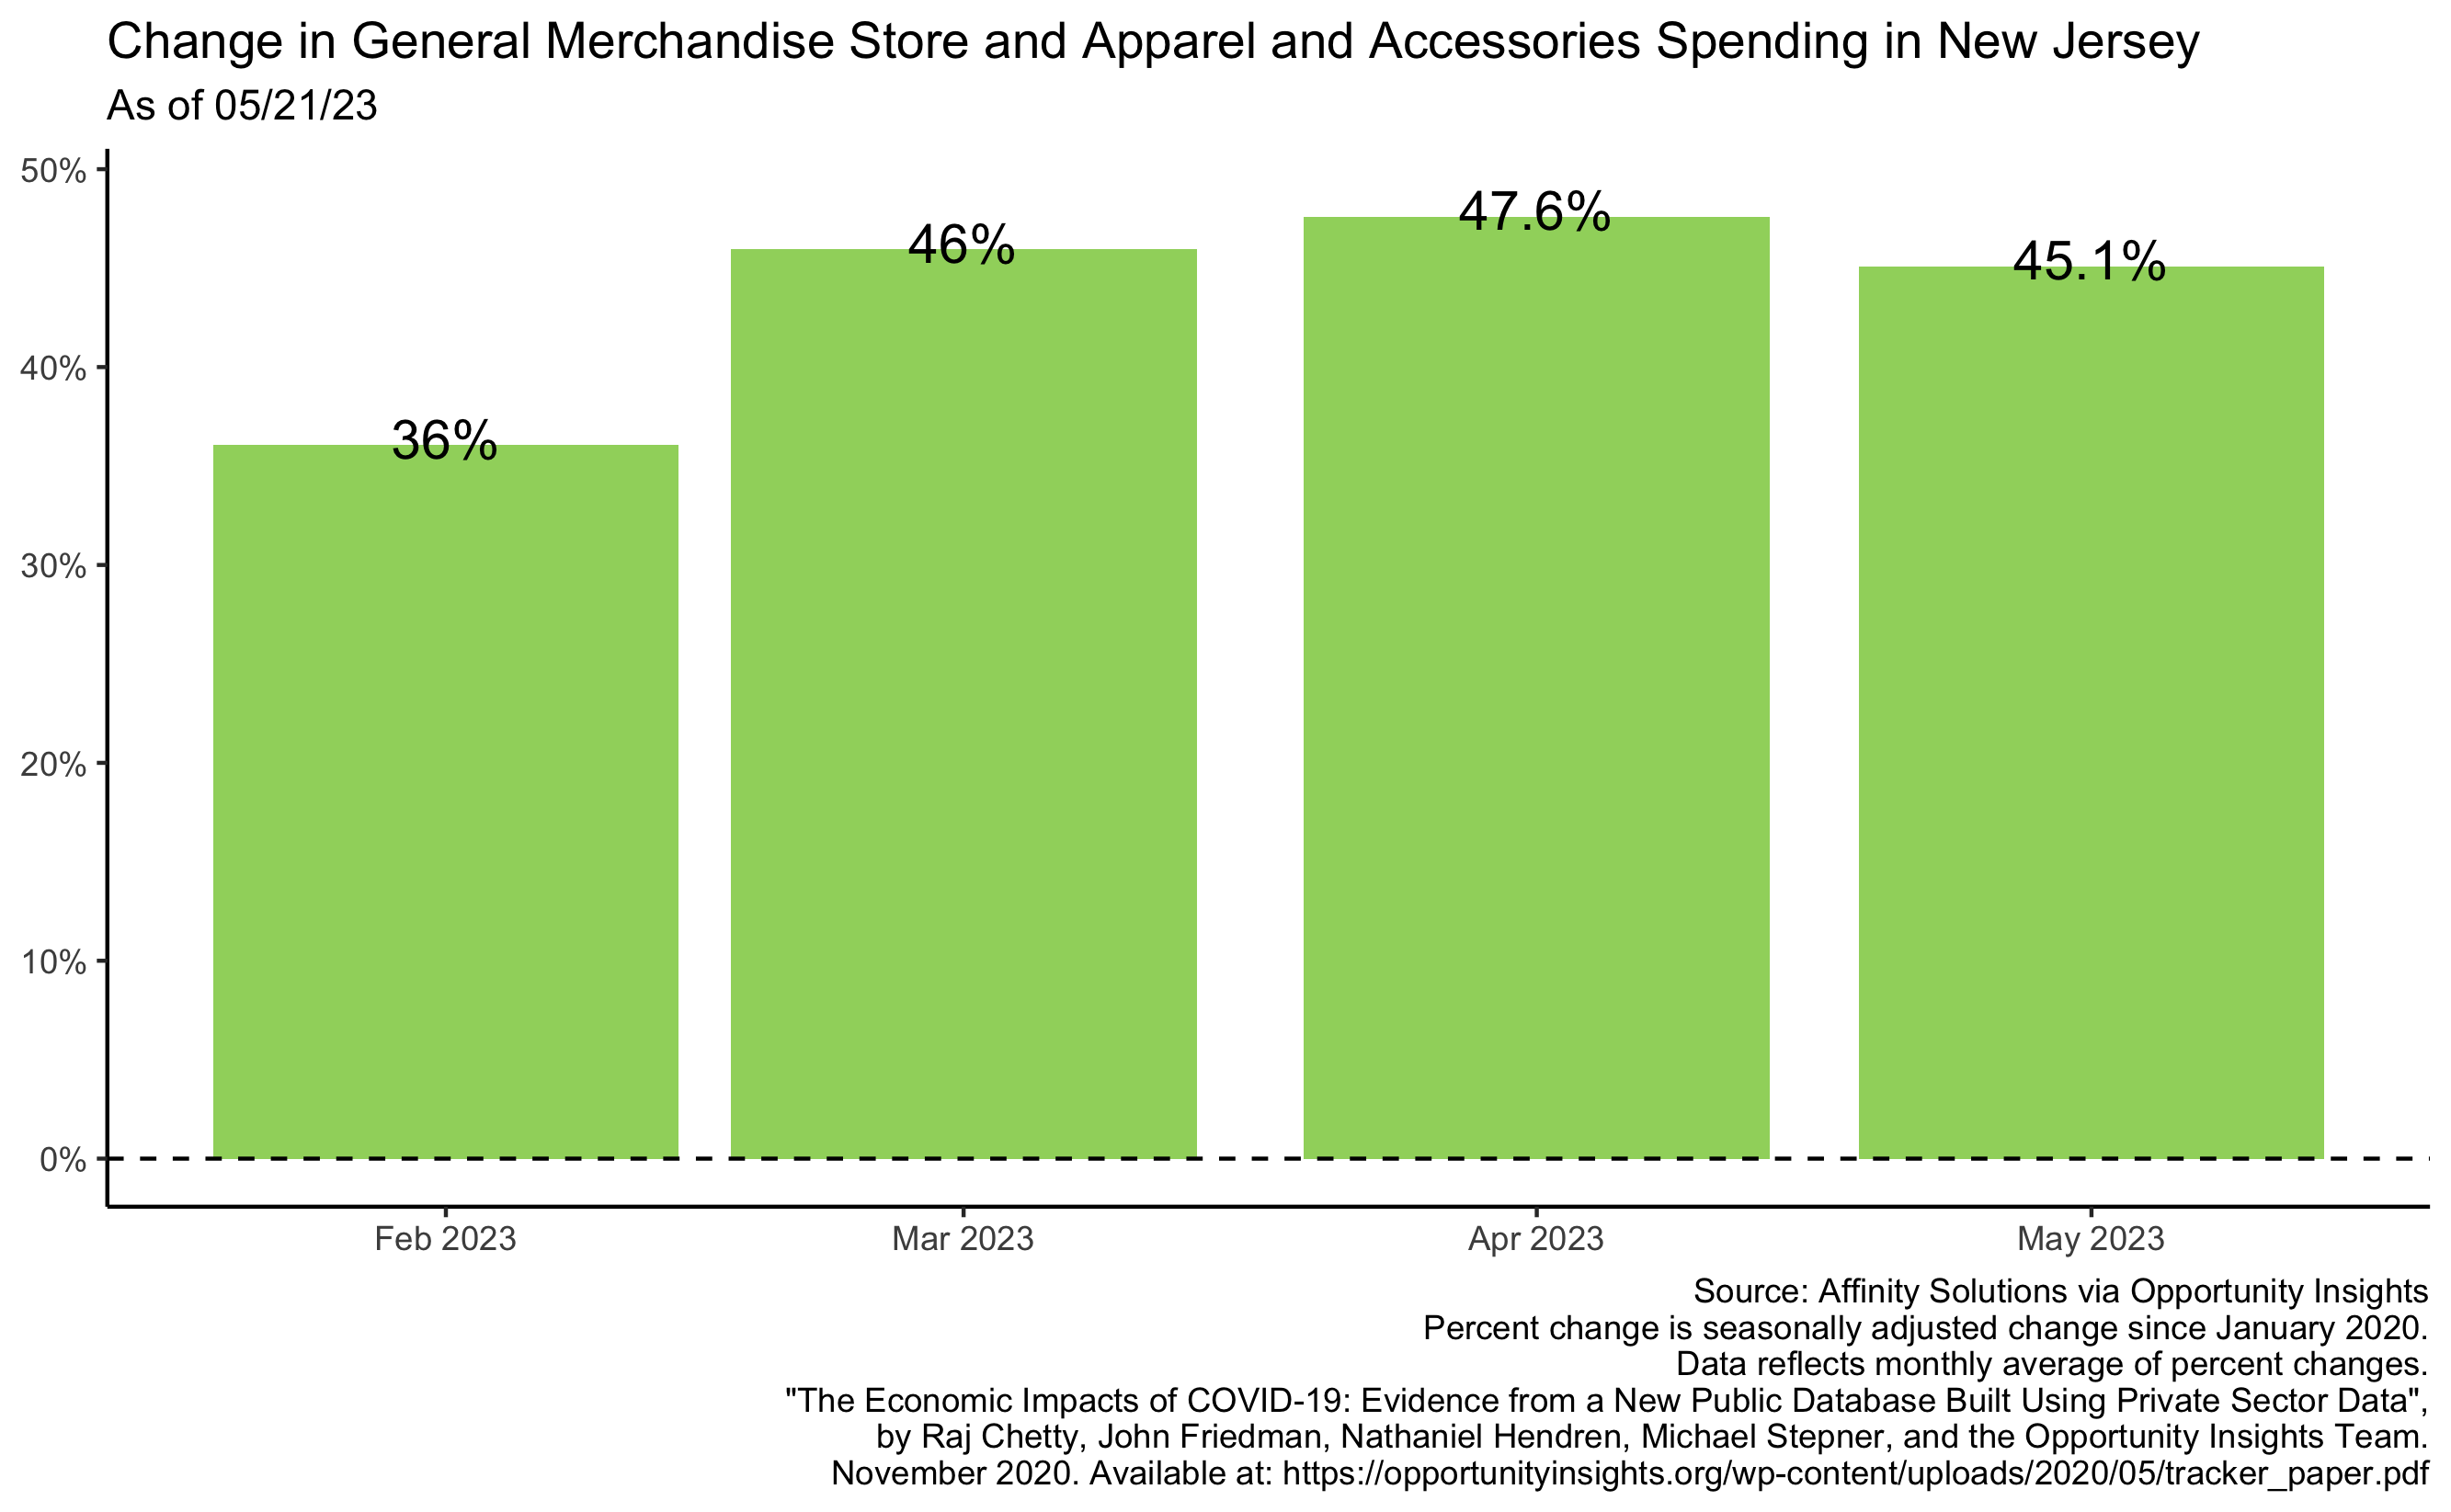 Change in General Merchandise Store and Apparel and Accessories Spending in New Jersey
As of 05/21/23
50%
40%
30%
20%
10%
0%
36%
46%
47.6%
45.1%
Feb 2023
Mar 2023
Apr 2023
May 2023
Source: Affinity Solutions via Opportunity Insights
Percent change is seasonally adjusted change since January 2020.
Data reflects monthly average of percent changes.
"The Economic Impacts of COVID-19: Evidence from a New Public Database Built Using Private Sector Data",
by Raj Chetty, John Friedman, Nathaniel Hendren, Michael Stepner, and the Opportunity Insights Team.
November 2020. Available at: https://opportunityinsights.org/wp-content/uploads/2020/05/tracker_paper.pdf